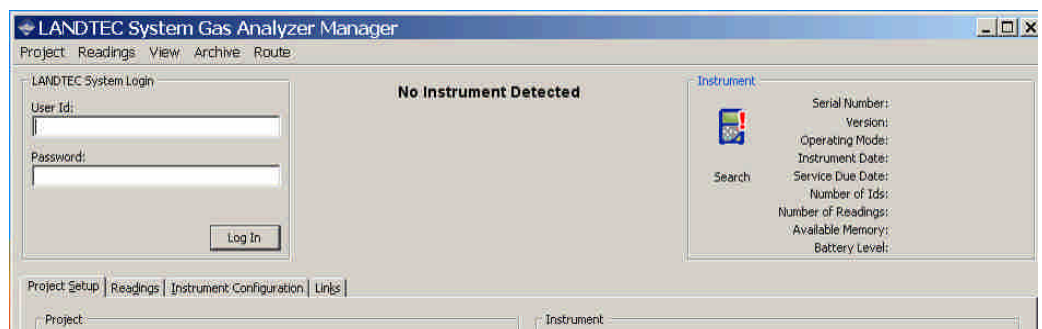 LANDTEC System Gas Analyzer Manager
Project Readings View Archive Route
LANDTEC System Login
User Id:
Password:
Log In
No Instrument Detected
Instrument
Search
Serial Number:
Version:
Operating Mode:
Instrument Date:
Service Due Date:
Number of Ids:
Number of Readings:
Available Memory:
Battery Level:
Project Setup Readings Instrument Configuration Links
Project
Instrument